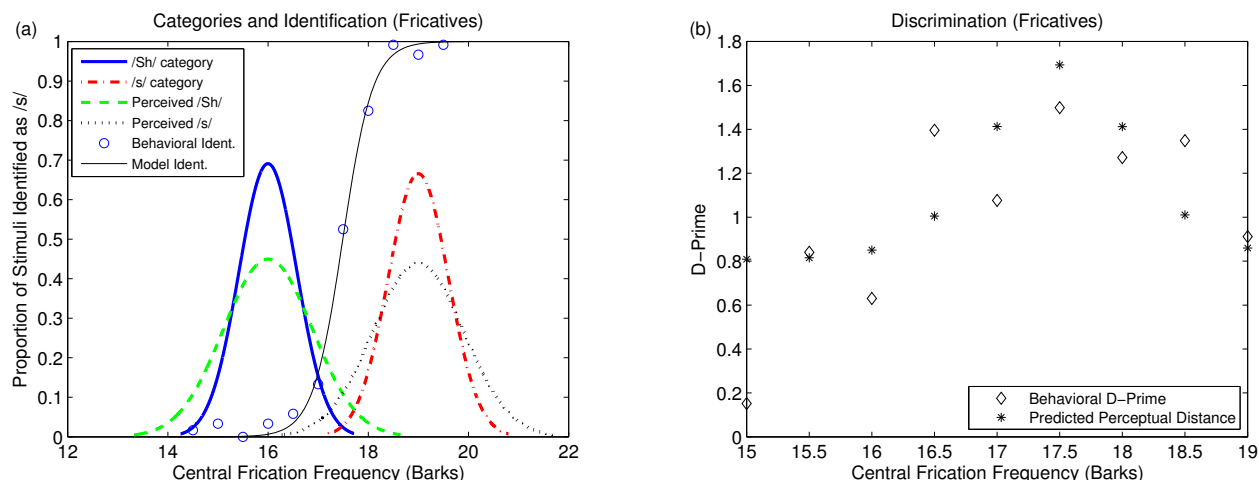 (a)
Categories and Identification (Fricatives)
Proportion of Stimuli Identified as /s/
1
0.9
0.8
0.7
0.6
0.5
0.4
0.3
0.2
0.1
0
/Sh/ category
/s/ category
Perceived /Sh/
Perceived /s/
Behavioral Ident.
Model Ident.
12
14
16
18
20
22
Central Frication Frequency (Barks)
(b)
Discrimination (Fricatives)
D-Prime
1.8
1.6
1.4
1.2
1
0.8
0.6
0.4
0.2
0
Behavioral D-Prime
Predicted Perceptual Distance
15
15.5
16
16.5
17
17.5
18
18.5
19
Central Frication Frequency (Barks)